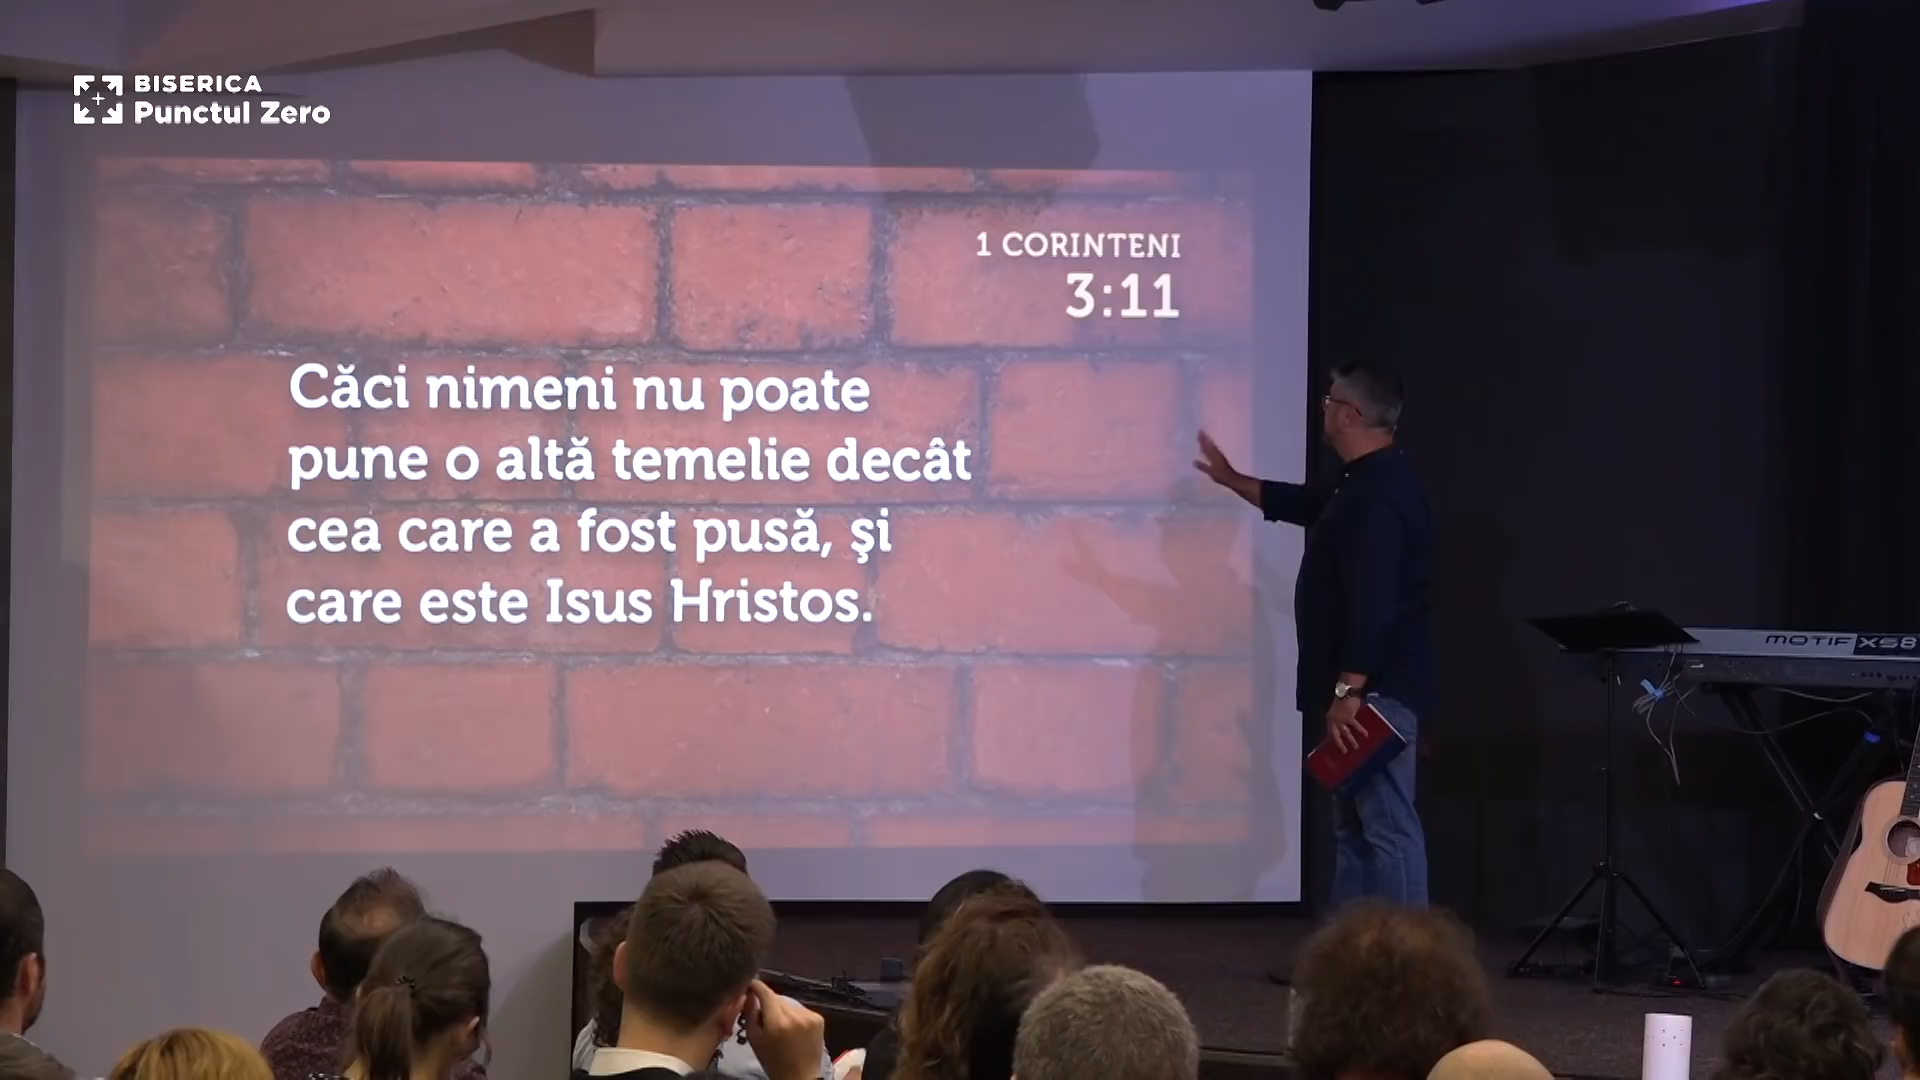 BISERICA
Punctul Zero
1 CORINTENI
3:11
Căci nimeni nu poate
pune o altă temelie decât
cea care a fost pusă, şi
care este Isus Hristos.
MOTIF XS8